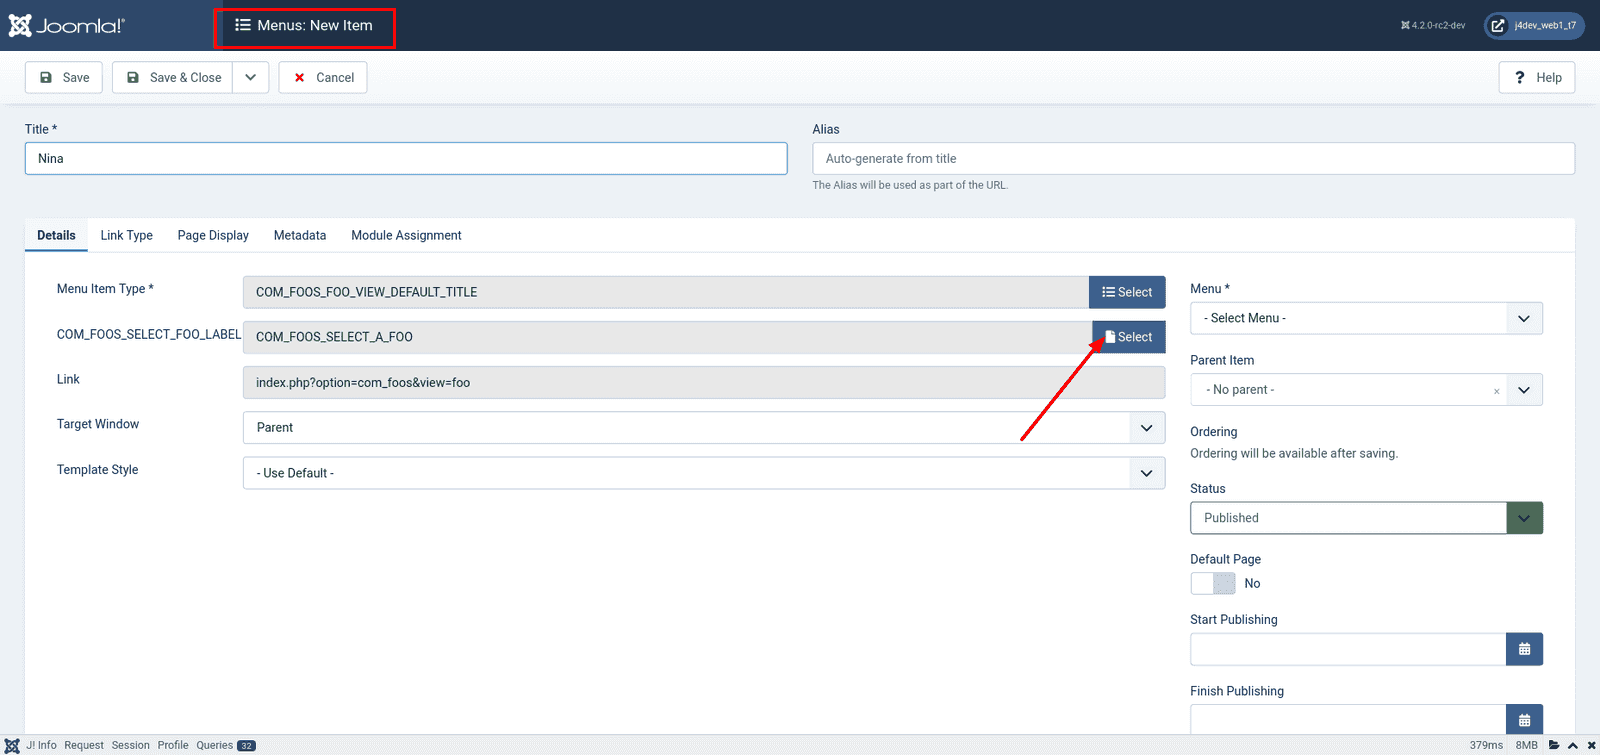 Joomla!
Menus: New Item
4.2.0-rc2-dev
j4dev_web1_t7
Save
Save & Close
Cancel
? Help
Title *
Nina
Alias
Auto-generate from title
The Alias will be used as part of the URL.
Details Link Type Page Display Metadata Module Assignment
Menu Item Type *
COM_FOOS_FOO_VIEW_DEFAULT_TITLE
Select
COM_FOOS_SELECT_FOO_LABEL
COM_FOOS_SELECT_A_FOO
Select
Link
index.php?option=com_foos&view=foo
Target Window
Parent
Template Style
- Use Default -
Menu *
- Select Menu -
Parent Item
- No parent -
Ordering
Ordering will be available after saving.
Status
Published
Default Page
No
Start Publishing
Finish Publishing
J! Info Request Session Profile Queries 32
379ms 8MB